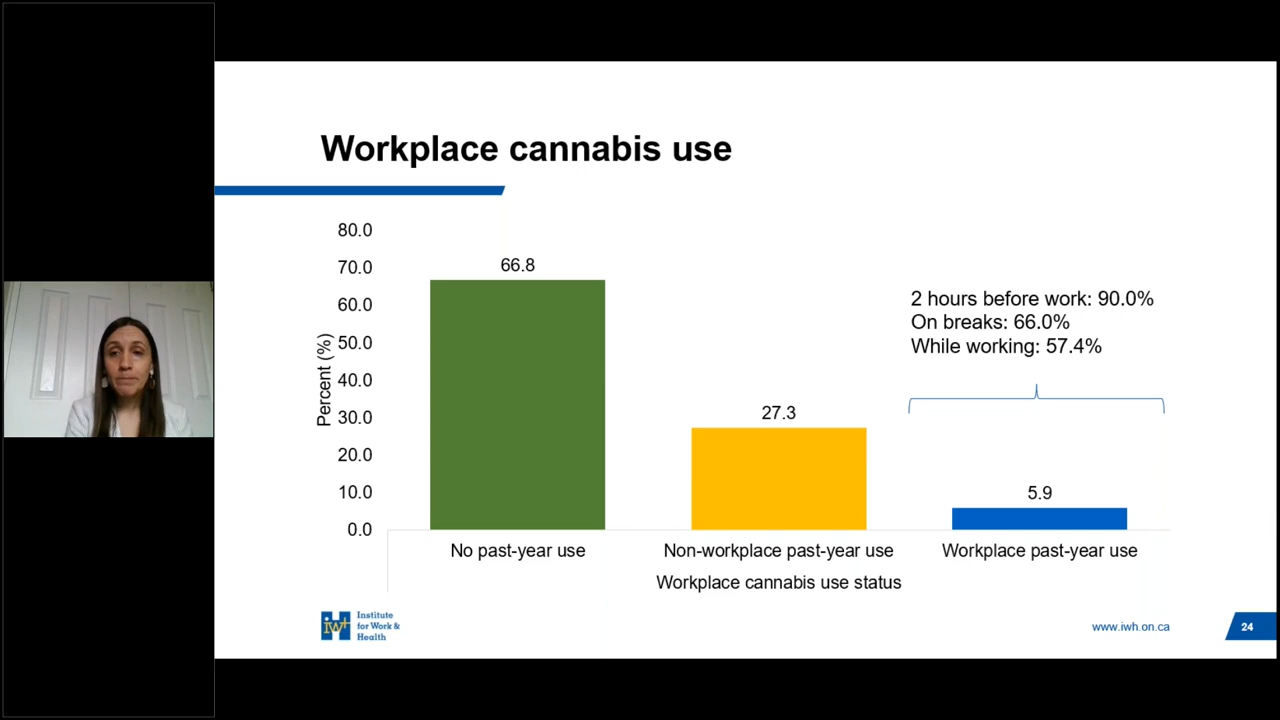 Workplace cannabis use
80.0
70.0
60.0
50.0
40.0
30.0
20.0
10.0
0.0
Percent (%)
66.8
27.3
5.9
2 hours before work: 90.0%
On breaks: 66.0%
While working: 57.4%
No past-year use
Non-workplace past-year use
Workplace past-year use
Workplace cannabis use status
iwh
Institute
for Work &
Health
www.iwh.on.ca
24